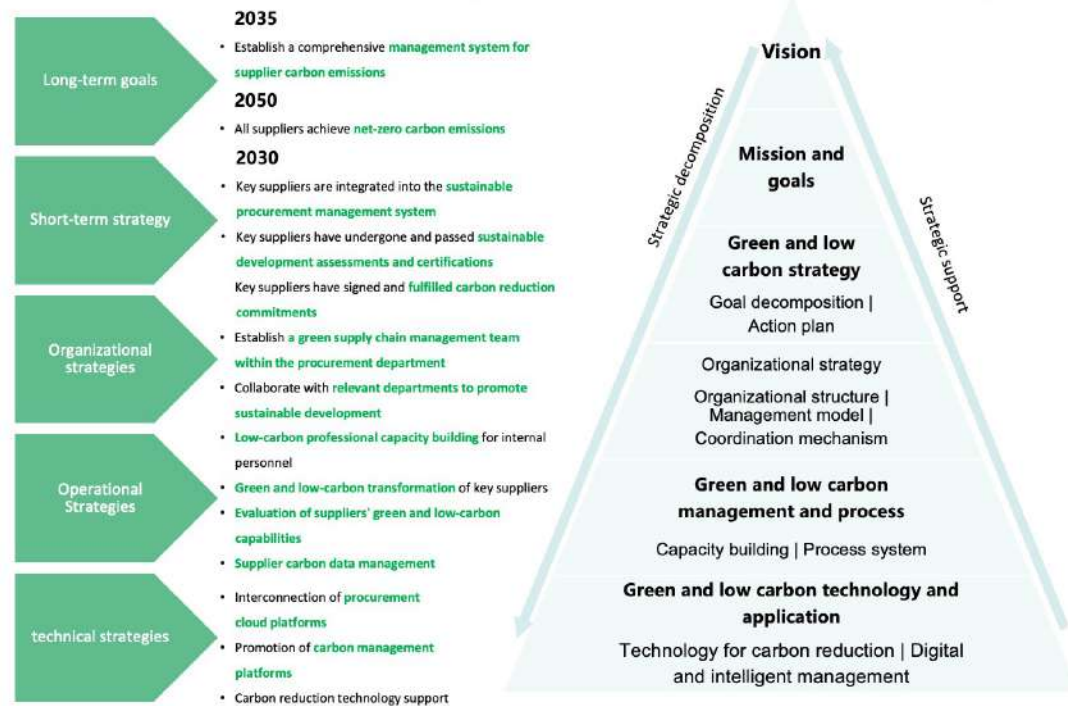 Long-term goals
2035
• Establish a comprehensive management system for
supplier carbon emissions
2050
• All suppliers achieve net-zero carbon emissions
Short-term strategy
2030
• Key suppliers are integrated into the sustainable
procurement management system
• Key suppliers have undergone and passed sustainable
development assessments and certifications
Key suppliers have signed and fulfilled carbon reduction
commitments
Organizational
strategies
• Establish a green supply chain management team
within the procurement department
• Collaborate with relevant departments to promote
sustainable development
Operational
Strategies
• Low-carbon professional capacity building for internal
personnel
• Green and low-carbon transformation of key suppliers
• Evaluation of suppliers' green and low-carbon
capabilities
• Supplier carbon data management
technical strategies
• Interconnection of procurement
cloud platforms
• Promotion of carbon management
platforms
• Carbon reduction technology support
Strategic decomposition
Vision
Mission and
goals
Green and low
carbon strategy
Goal decomposition |
Action plan
Organizational strategy
Organizational structure |
Management model |
Coordination mechanism
Green and low carbon
management and process
Capacity building | Process system
Green and low carbon technology and
application
Technology for carbon reduction | Digital
and intelligent management
Strategic support